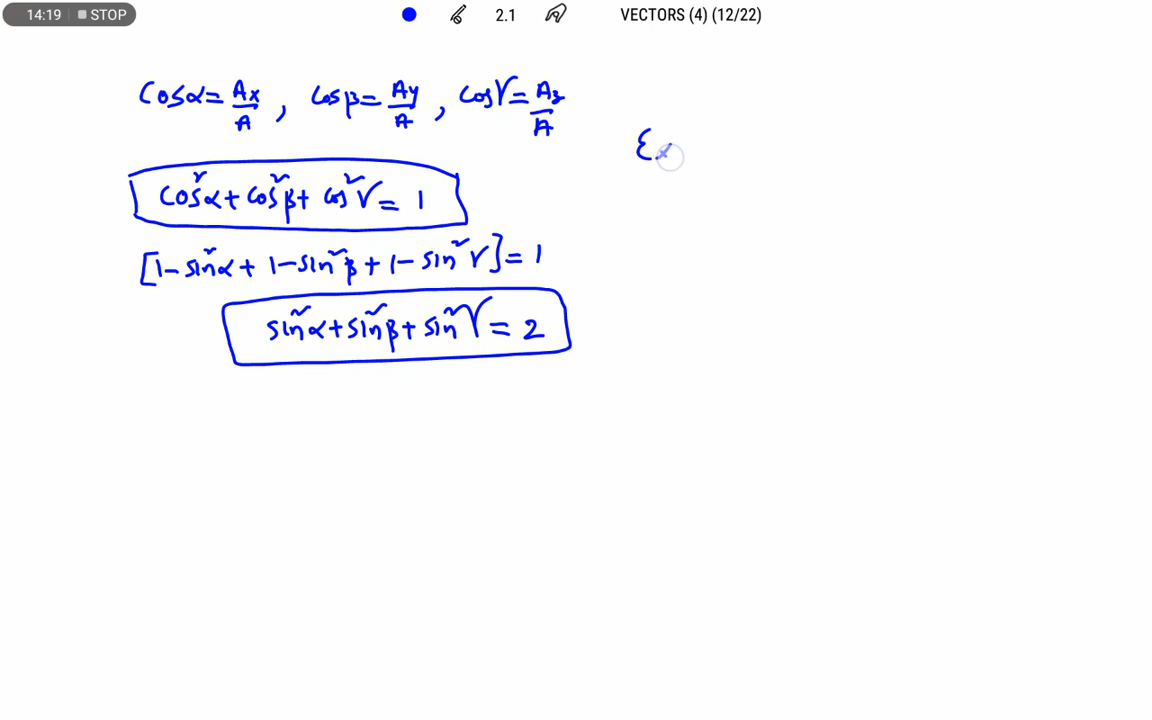 14:19 STOP 2.1 VECTORS (4) (12/22)
Cosα = Ax/A , Cosβ = Ay/A , Cosγ = Az/A
Cos²α + Cos²β + Cos²γ = 1
[1 - sin²α + 1 - sin²β + 1 - sin²γ] = 1
sin²α + sin²β + sin²γ = 2
Ex